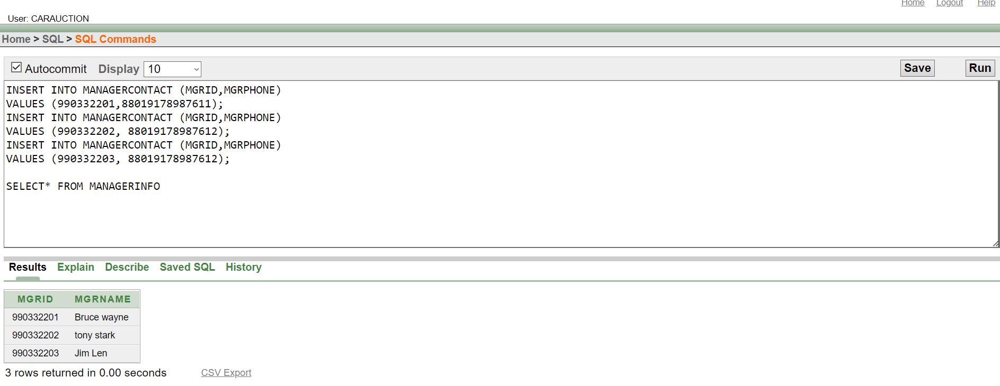 Home Logout Help
User: CARAUCTION
Home > SQL > SQL Commands
Autocommit Display 10 Save Run
INSERT INTO MANAGERCONTACT (MGRID,MGRPHONE)
VALUES (990332201,88019178987611);
INSERT INTO MANAGERCONTACT (MGRID,MGRPHONE)
VALUES (990332202, 88019178987612);
INSERT INTO MANAGERCONTACT (MGRID,MGRPHONE)
VALUES (990332203, 88019178987612);
SELECT* FROM MANAGERINFO
Results Explain Describe Saved SQL History
MGRID MGRNAME
990332201 Bruce wayne
990332202 tony stark
990332203 Jim Len
3 rows returned in 0.00 seconds CSV Export